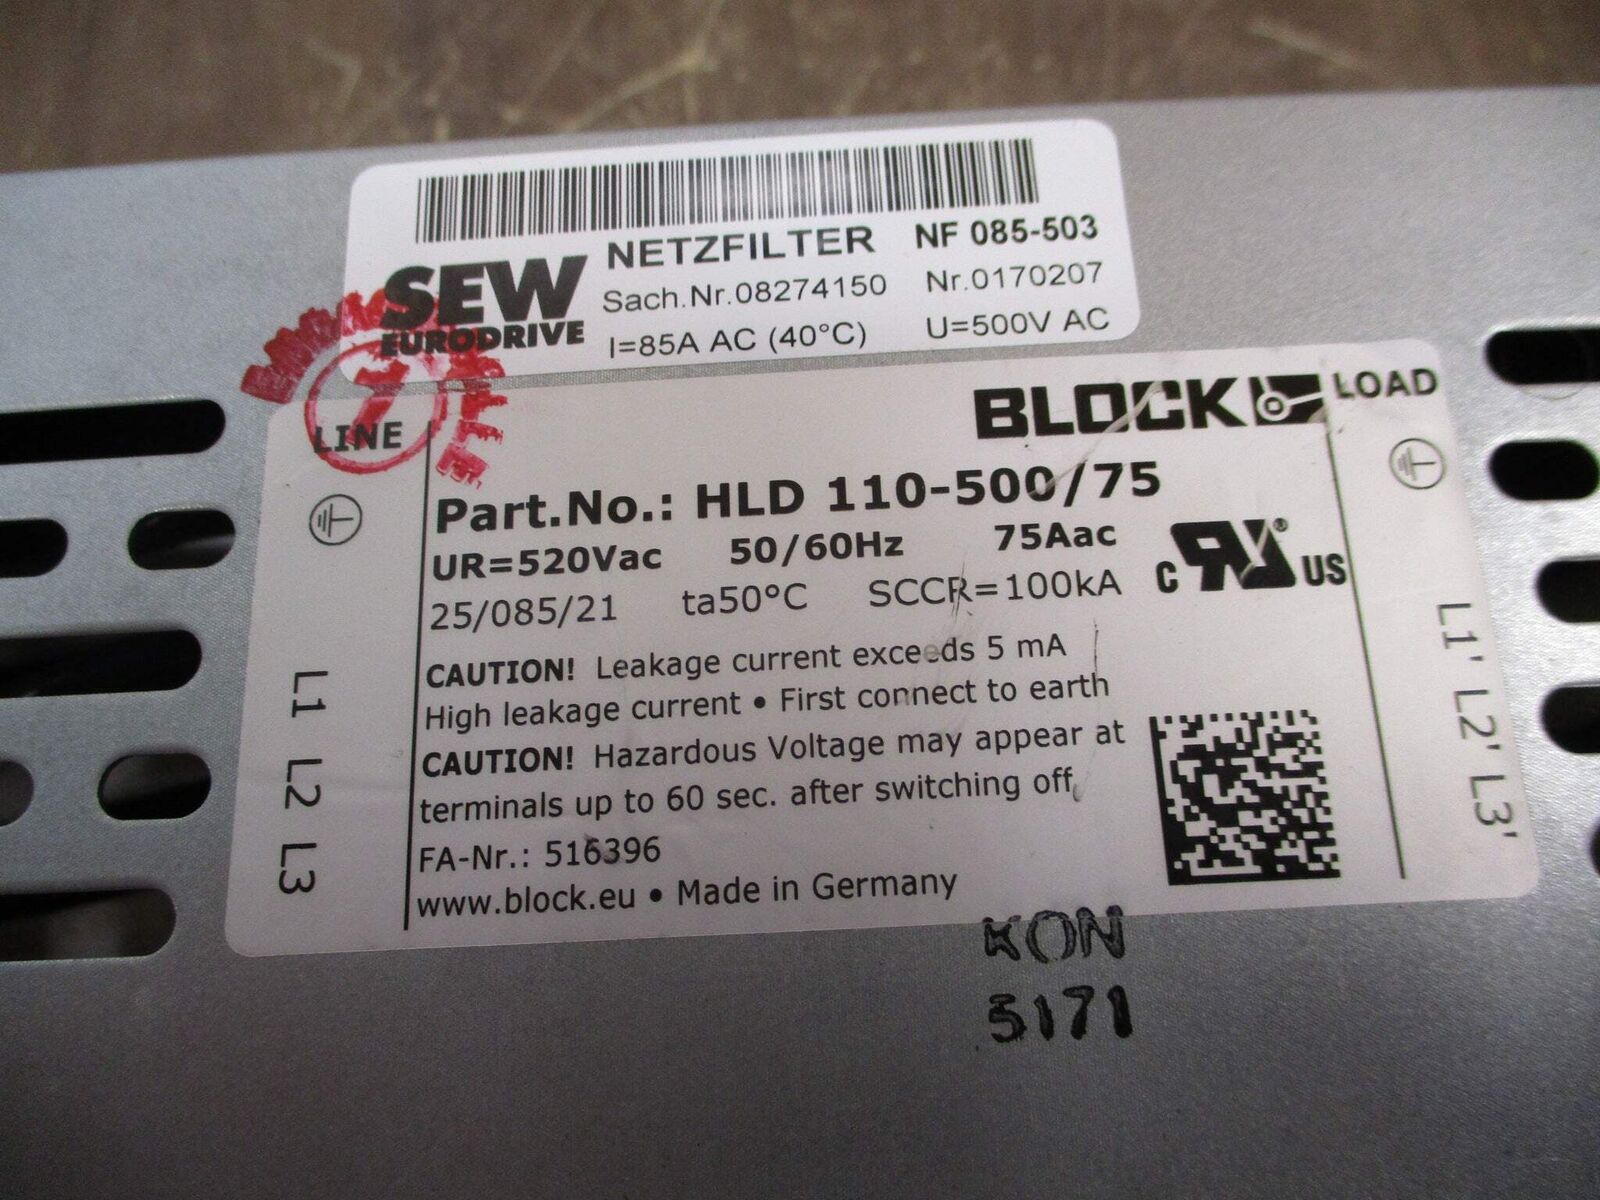 NETZFILTER NF 085-503
SEW
EURODRIVE
Sach.Nr.08274150 Nr.0170207
I=85A AC (40°C) U=500V AC
7
LINE
BLOCK
LOAD
Part.No.: HLD 110-500/75
UR=520Vac 50/60Hz 75Aac
25/085/21 ta50°C SCCR=100kA
c US
CAUTION! Leakage current exceeds 5 mA
High leakage current • First connect to earth
CAUTION! Hazardous Voltage may appear at
terminals up to 60 sec. after switching off
FA-Nr.: 516396
www.block.eu • Made in Germany
L1 L2 L3
L1' L2' L3'
KON
5171